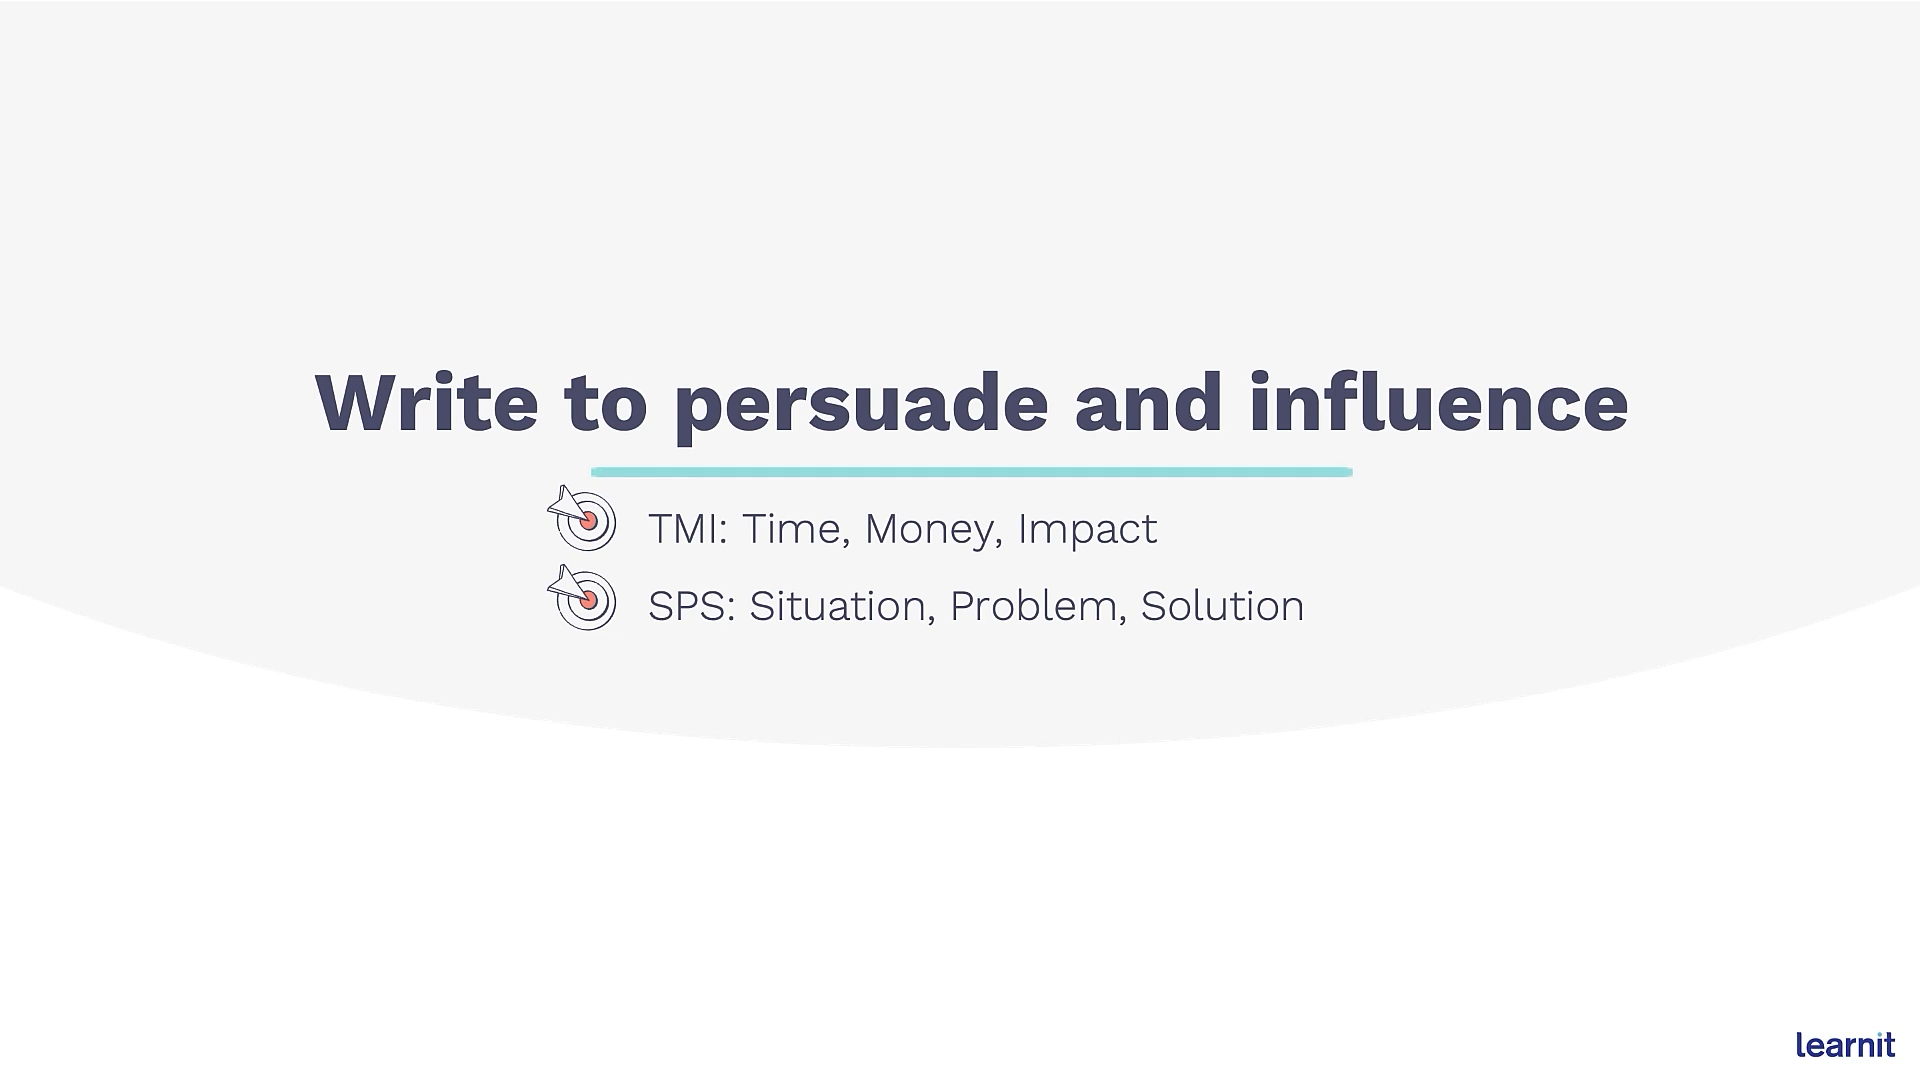 Write to persuade and influence
TMI: Time, Money, Impact
SPS: Situation, Problem, Solution
learnit